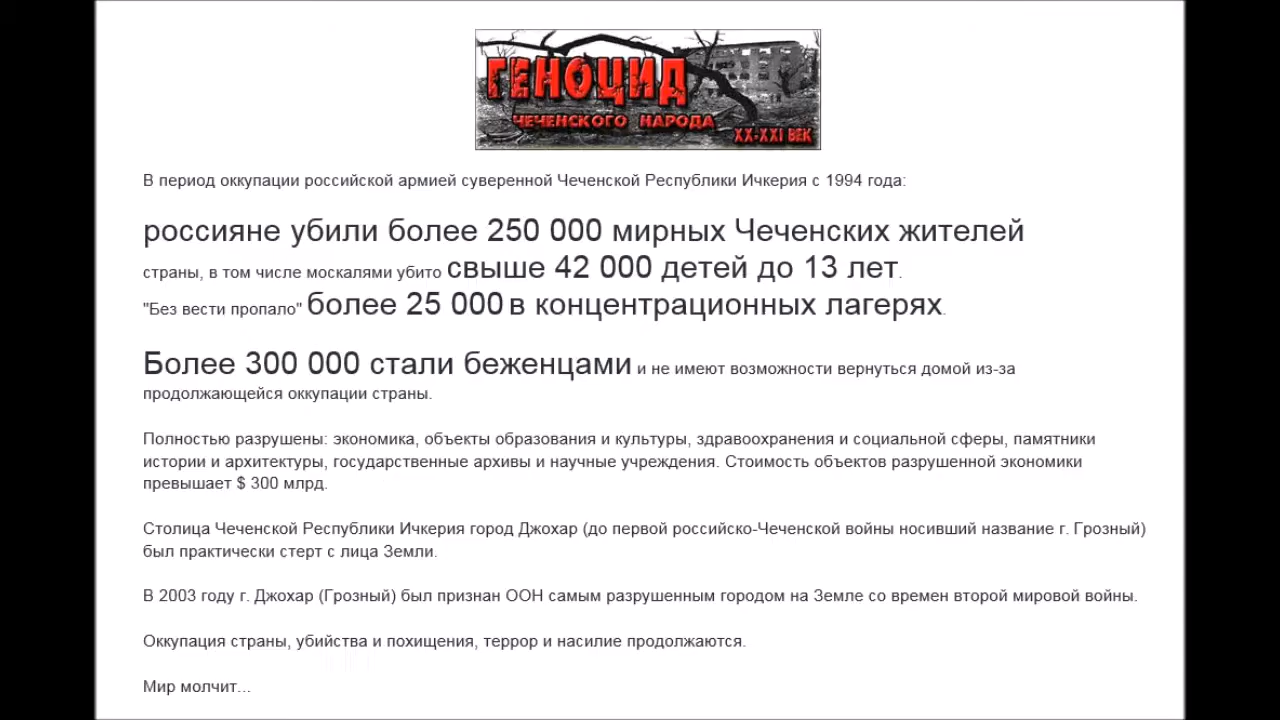 ГЕНОЦИД
ЧЕЧЕНСКОГО НАРОДА
XX-XXI ВЕК
В период оккупации российской армией суверенной Чеченской Республики Ичкерия с 1994 года:
россияне убили более 250 000 мирных Чеченских жителей
страны, в том числе москалями убито свыше 42 000 детей до 13 лет.
"Без вести пропало" более 25 000 в концентрационных лагерях.
Более 300 000 стали беженцами и не имеют возможности вернуться домой из-за
продолжающейся оккупации страны.
Полностью разрушены: экономика, объекты образования и культуры, здравоохранения и социальной сферы, памятники
истории и архитектуры, государственные архивы и научные учреждения. Стоимость объектов разрушенной экономики
превышает $ 300 млрд.
Столица Чеченской Республики Ичкерия город Джохар (до первой российско-Чеченской войны носивший название г. Грозный)
был практически стерт с лица Земли.
В 2003 году г. Джохар (Грозный) был признан ООН самым разрушенным городом на Земле со времен второй мировой войны.
Оккупация страны, убийства и похищения, террор и насилие продолжаются.
Мир молчит...